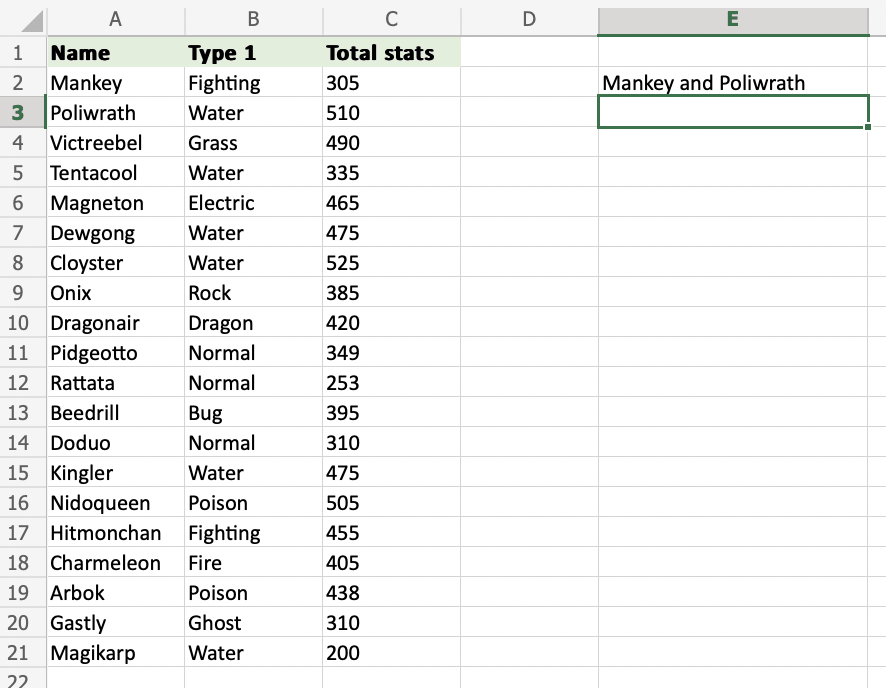 A B C D E
1 Name Type 1 Total stats
2 Mankey Fighting 305 Mankey and Poliwrath
3 Poliwrath Water 510
4 Victreebel Grass 490
5 Tentacool Water 335
6 Magneton Electric 465
7 Dewgong Water 475
8 Cloyster Water 525
9 Onix Rock 385
10 Dragonair Dragon 420
11 Pidgeotto Normal 349
12 Rattata Normal 253
13 Beedrill Bug 395
14 Doduo Normal 310
15 Kingler Water 475
16 Nidoqueen Poison 505
17 Hitmonchan Fighting 455
18 Charmeleon Fire 405
19 Arbok Poison 438
20 Gastly Ghost 310
21 Magikarp Water 200
22